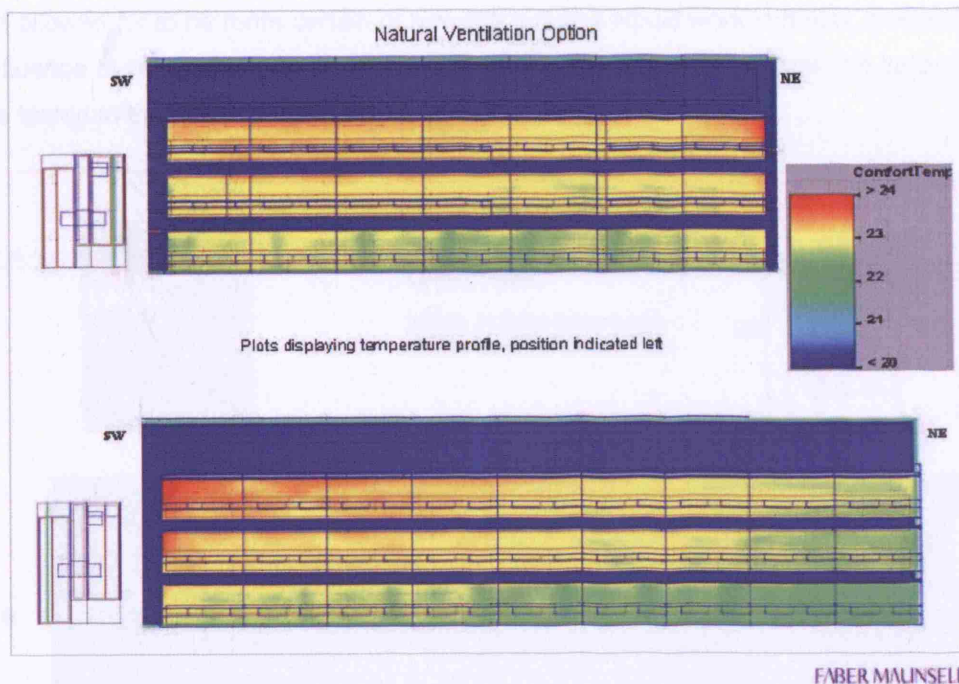 Natural Ventilation Option
SW
NE
ComfortTemp
> 24
23
22
21
< 20
Plots displaying temperature profile, position indicated left
SW
NE
FABER MAUNSELL